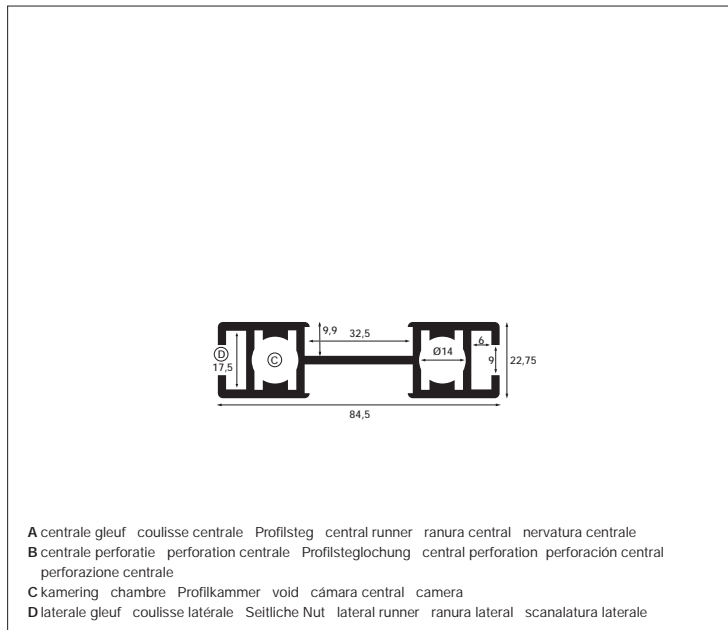 9,9
32,5
6
D
C
Ø14
9
22,75
17,5
84,5
A centrale gleuf coulisse centrale Profilsteg central runner ranura central nervatura centrale
B centrale perforatie perforation centrale Profilsteglochung central perforation perforación central
perforazione centrale
C kamering chambre Profilkammer void cámara central camera
D laterale gleuf coulisse latérale Seitliche Nut lateral runner ranura lateral scanalatura laterale